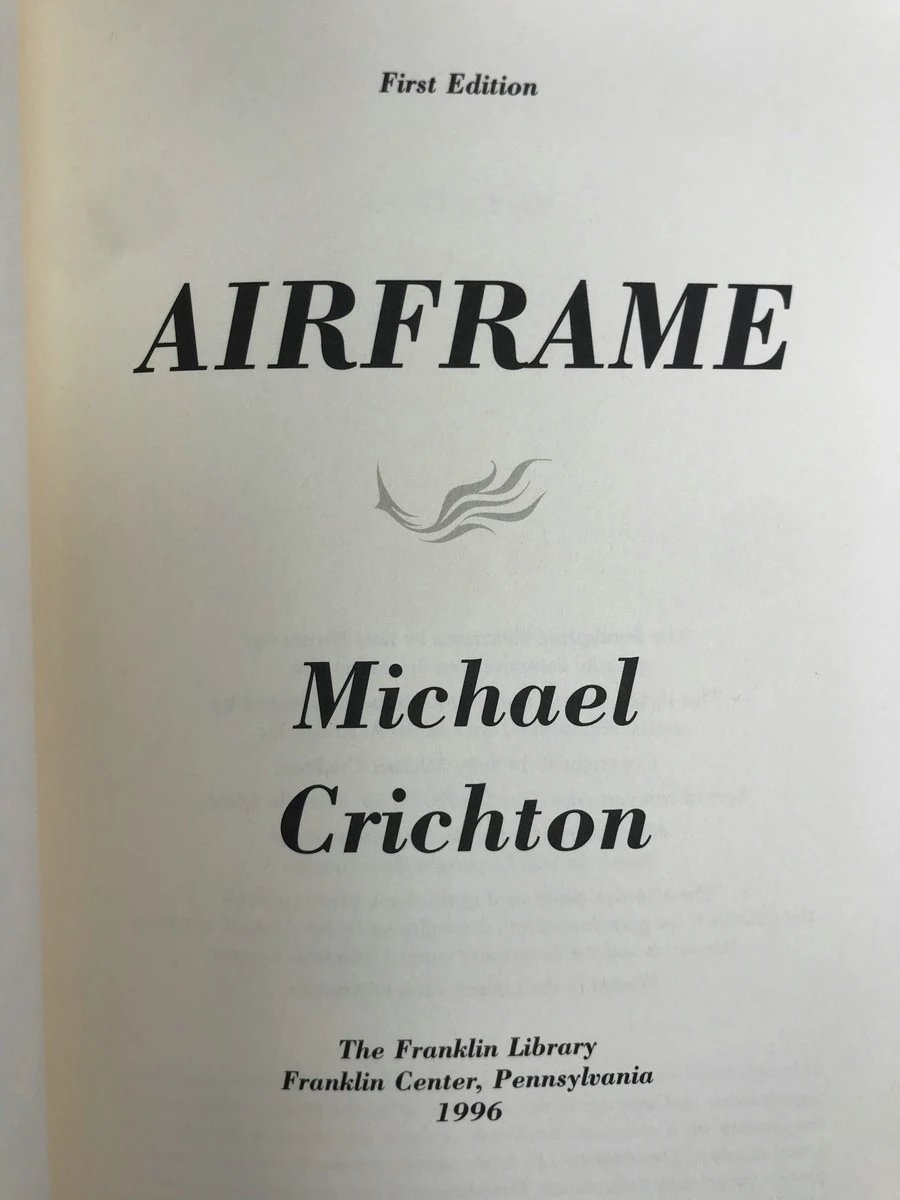 First Edition
AIRFRAME
Michael
Crichton
The Franklin Library
Franklin Center, Pennsylvania
1996